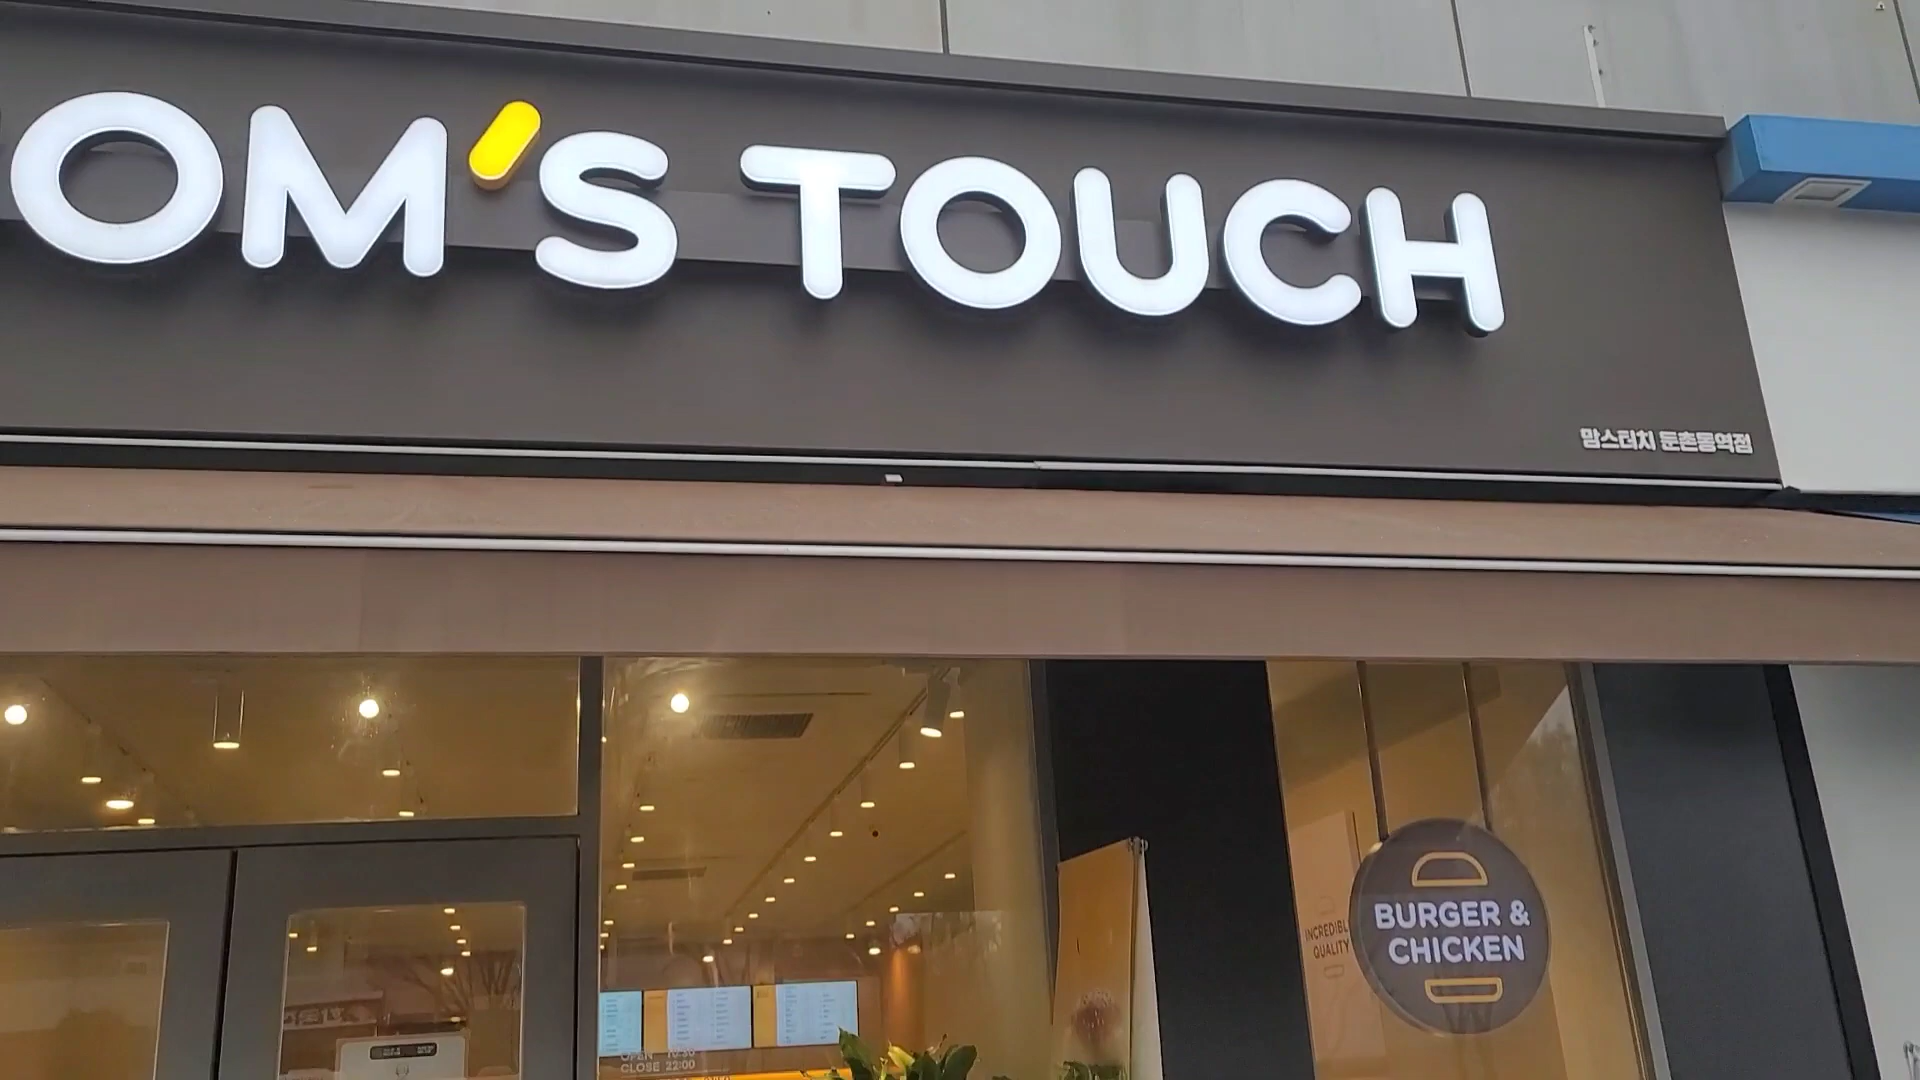 OM'S TOUCH
맘스터치 둔촌동역점
INCREDIBL
QUALITY
BURGER &
CHICKEN
OPEN 10:30
CLOSE 22:00